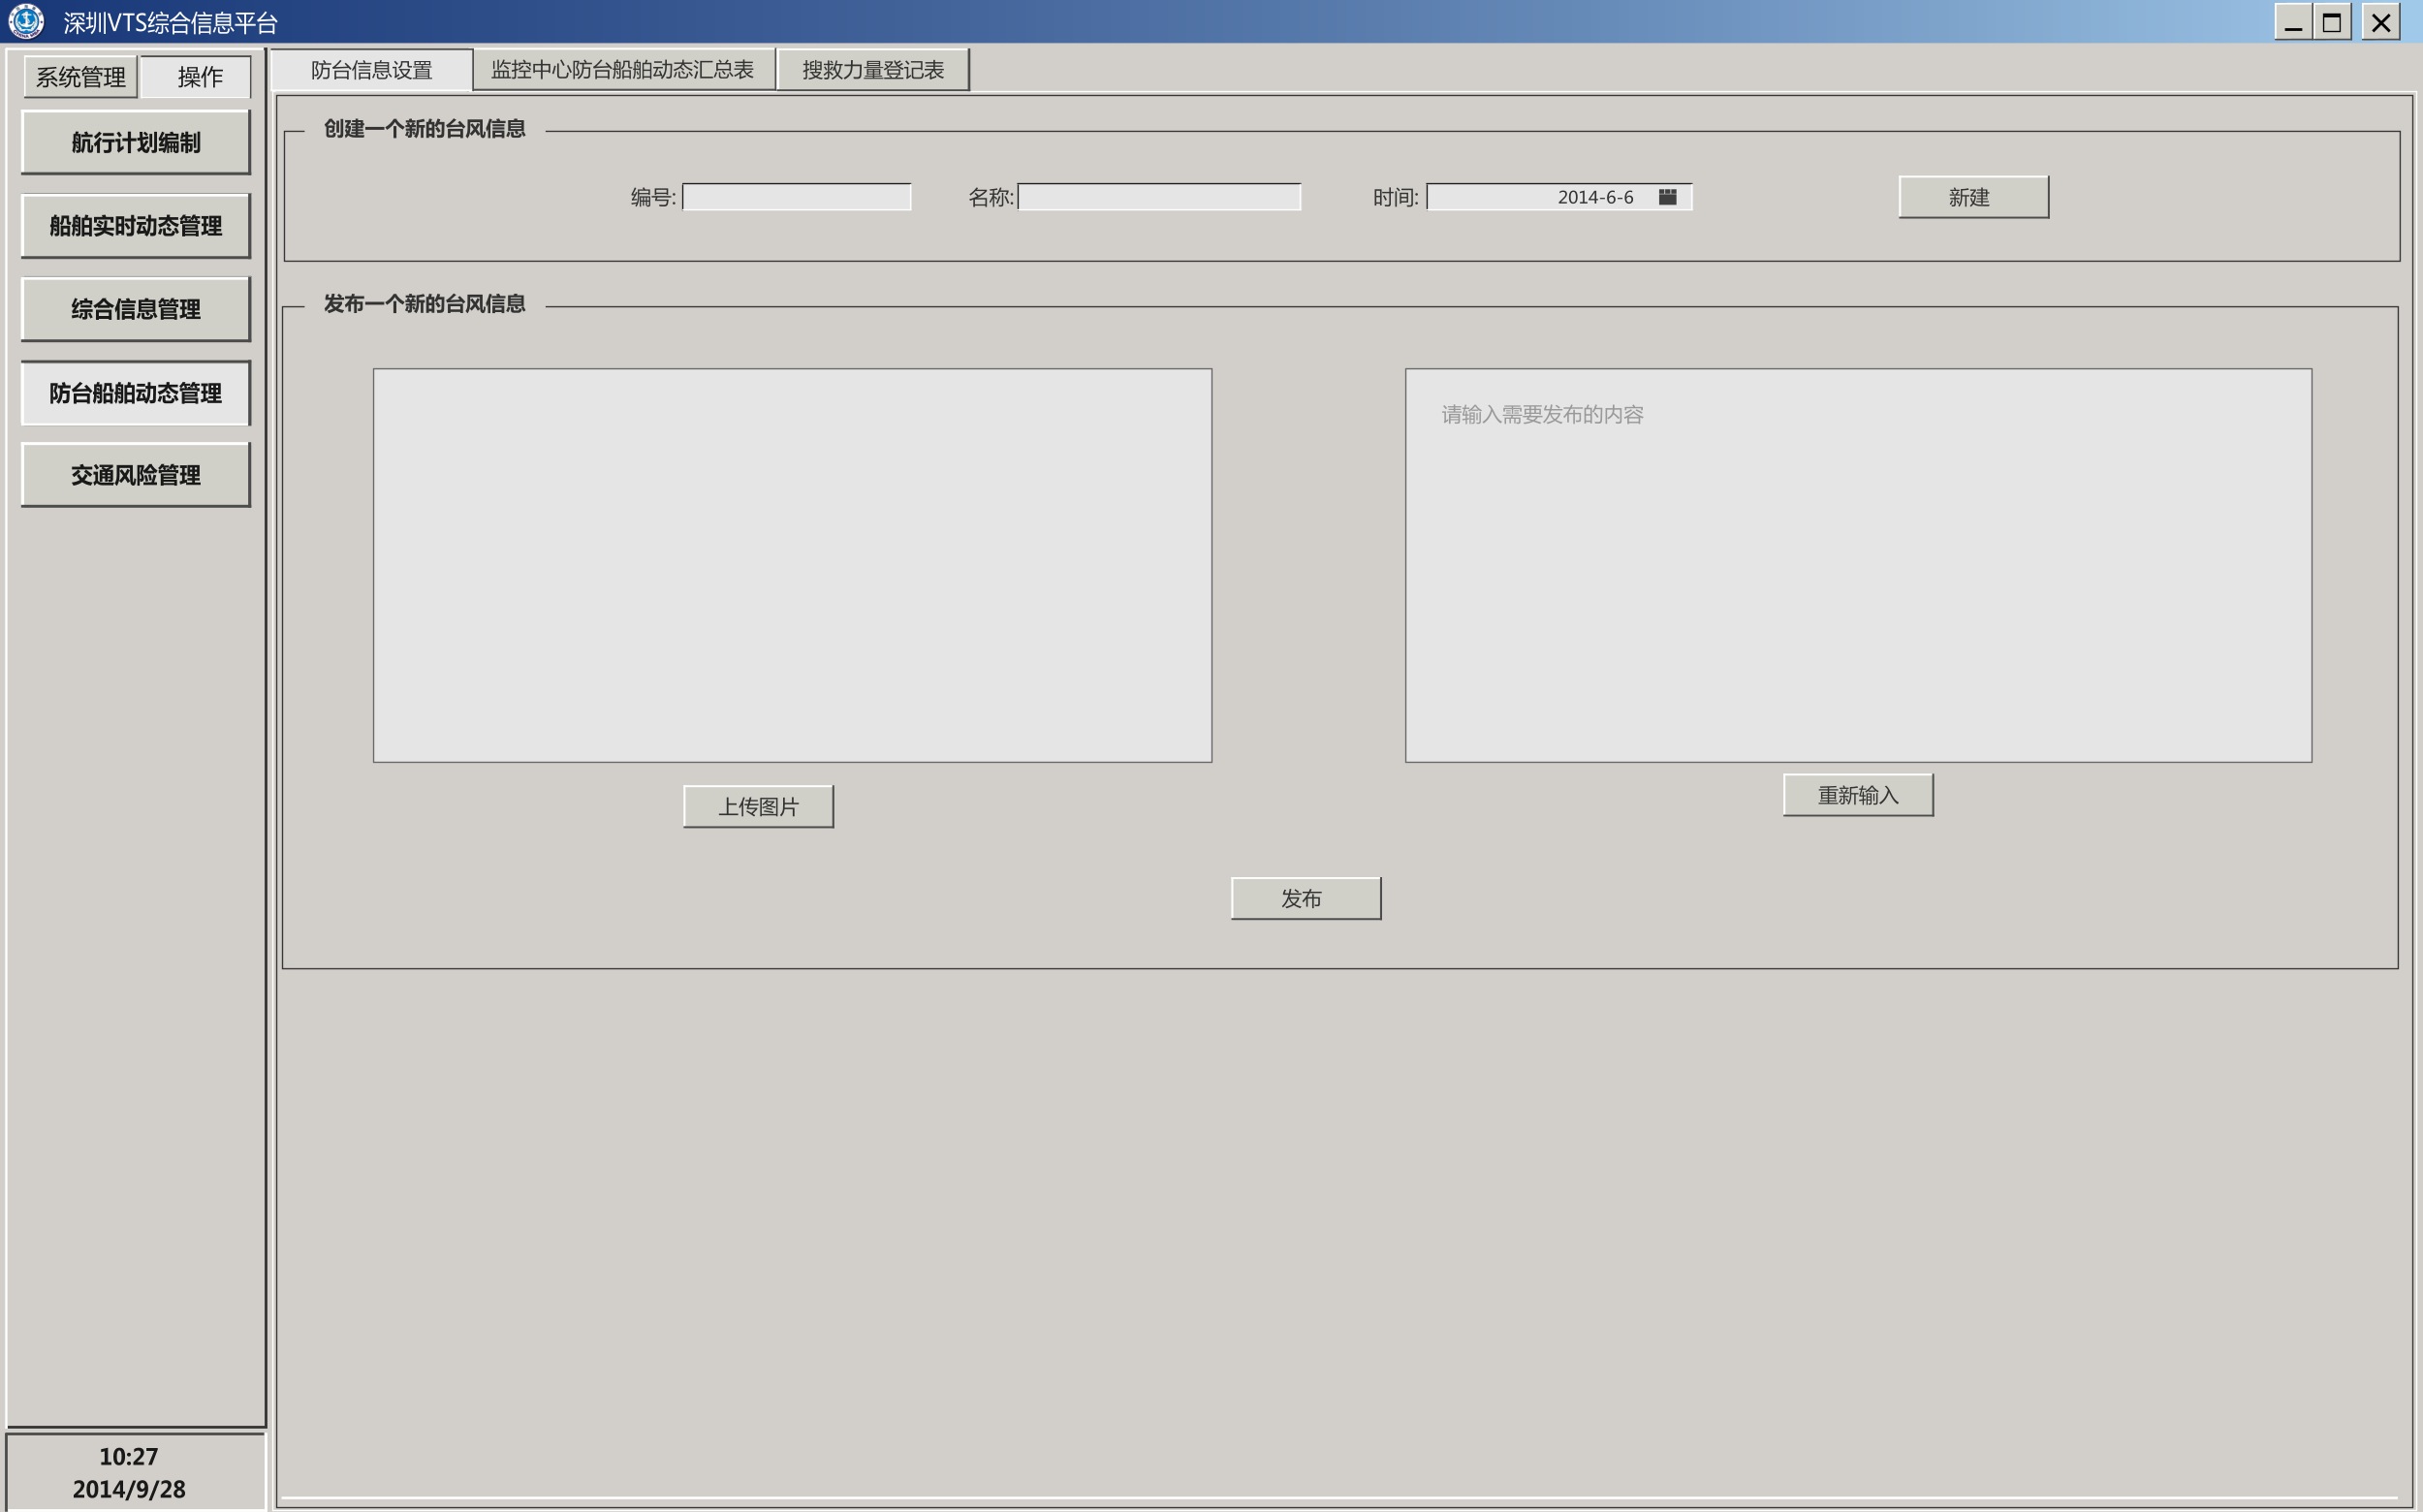 深圳VTS综合信息平台
系统管理 操作
航行计划编制
船舶实时动态管理
综合信息管理
防台船舶动态管理
交通风险管理
10:27
2014/9/28
防台信息设置 监控中心防台船舶动态汇总表 搜救力量登记表
创建一个新的台风信息
编号: 名称: 时间: 2014-6-6 新建
发布一个新的台风信息
请输入需要发布的内容
上传图片 重新输入
发布